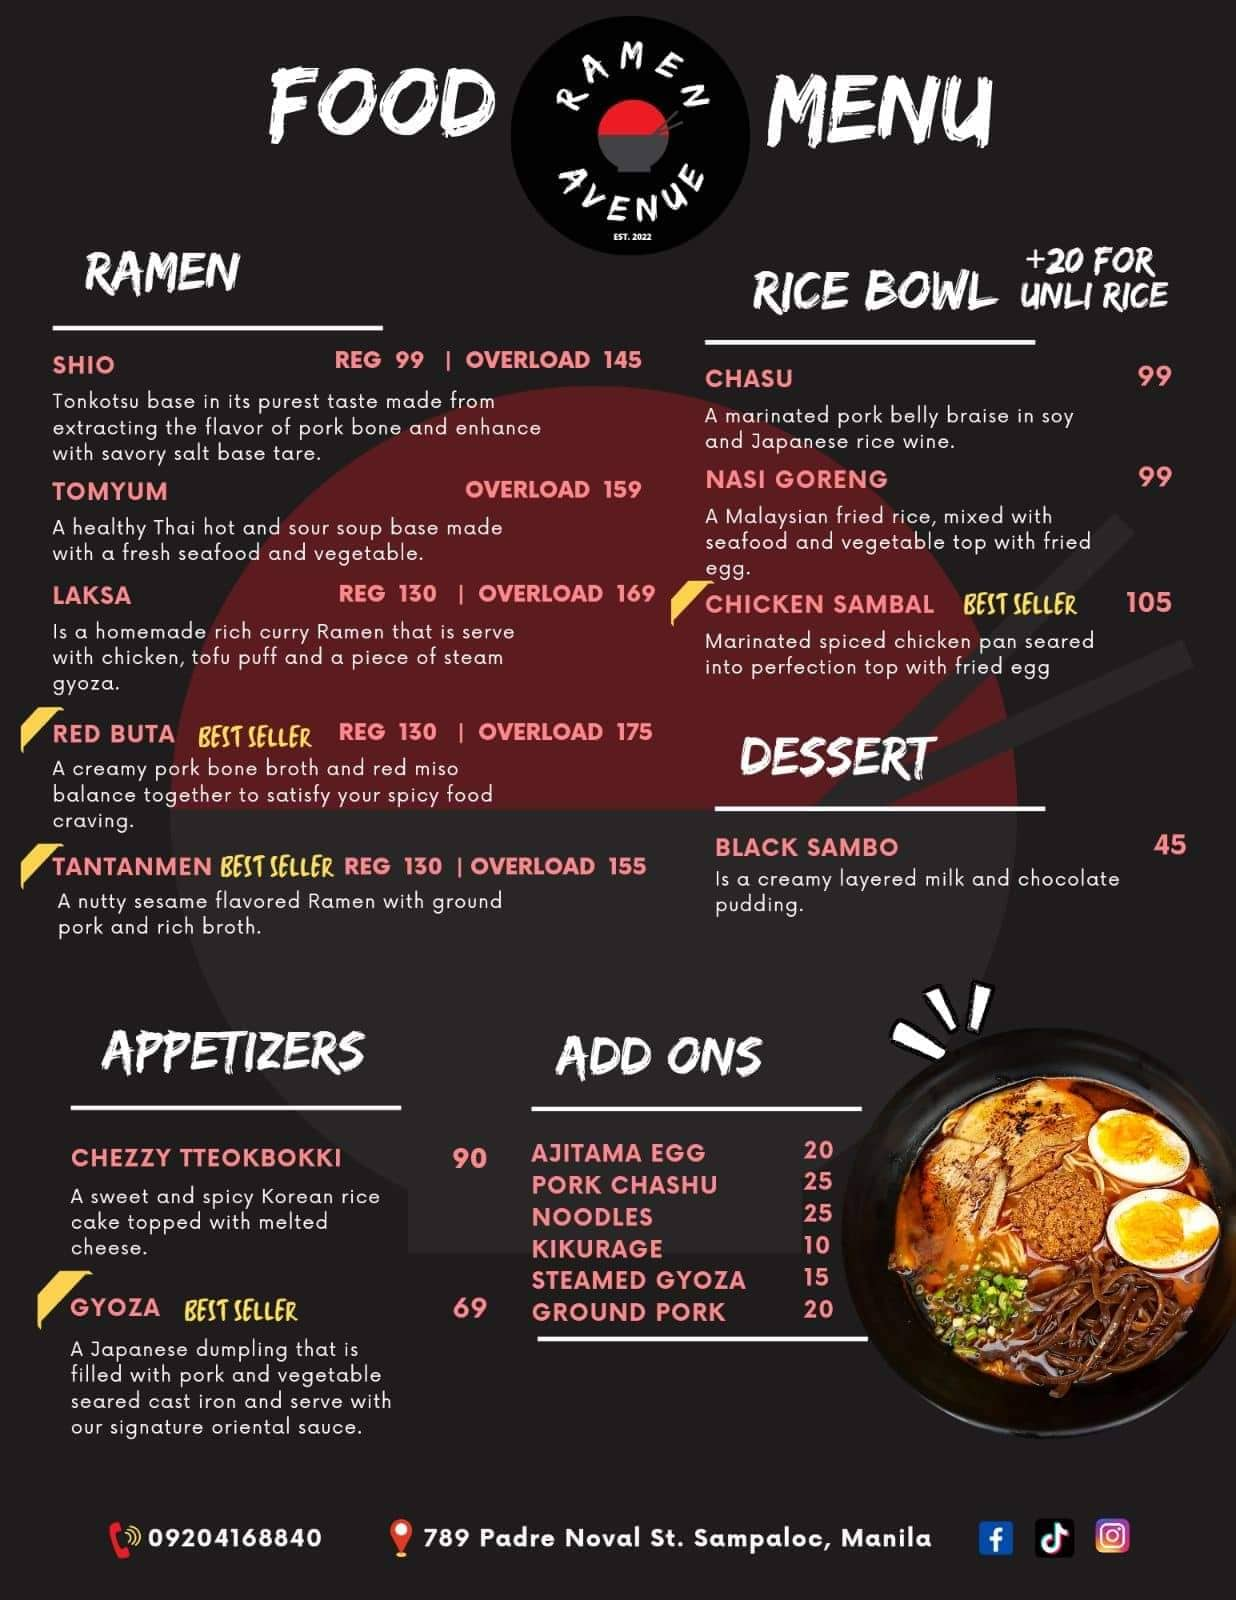 FOOD
RAMEN
AVENUE
EST. 2022
MENU
RAMEN
SHIO REG 99 | OVERLOAD 145
Tonkotsu base in its purest taste made from
extracting the flavor of pork bone and enhance
with savory salt base tare.
TOMYUM OVERLOAD 159
A healthy Thai hot and sour soup base made
with a fresh seafood and vegetable.
LAKSA REG 130 | OVERLOAD 169
Is a homemade rich curry Ramen that is serve
with chicken, tofu puff and a piece of steam
gyoza.
RED BUTA BEST SELLER REG 130 | OVERLOAD 175
A creamy pork bone broth and red miso
balance together to satisfy your spicy food
craving.
TANTANMEN BEST SELLER REG 130 | OVERLOAD 155
A nutty sesame flavored Ramen with ground
pork and rich broth.
RICE BOWL
+20 FOR
UNLI RICE
CHASU 99
A marinated pork belly braise in soy
and Japanese rice wine.
NASI GORENG 99
A Malaysian fried rice, mixed with
seafood and vegetable top with fried
egg.
CHICKEN SAMBAL BEST SELLER 105
Marinated spiced chicken pan seared
into perfection top with fried egg
DESSERT
BLACK SAMBO 45
Is a creamy layered milk and chocolate
pudding.
APPETIZERS
CHEZZY TTEOKBOKKI 90
A sweet and spicy Korean rice
cake topped with melted
cheese.
GYOZA BEST SELLER 69
A Japanese dumpling that is
filled with pork and vegetable
seared cast iron and serve with
our signature oriental sauce.
ADD ONS
AJITAMA EGG 20
PORK CHASHU 25
NOODLES 25
KIKURAGE 10
STEAMED GYOZA 15
GROUND PORK 20
09204168840
789 Padre Noval St. Sampaloc, Manila